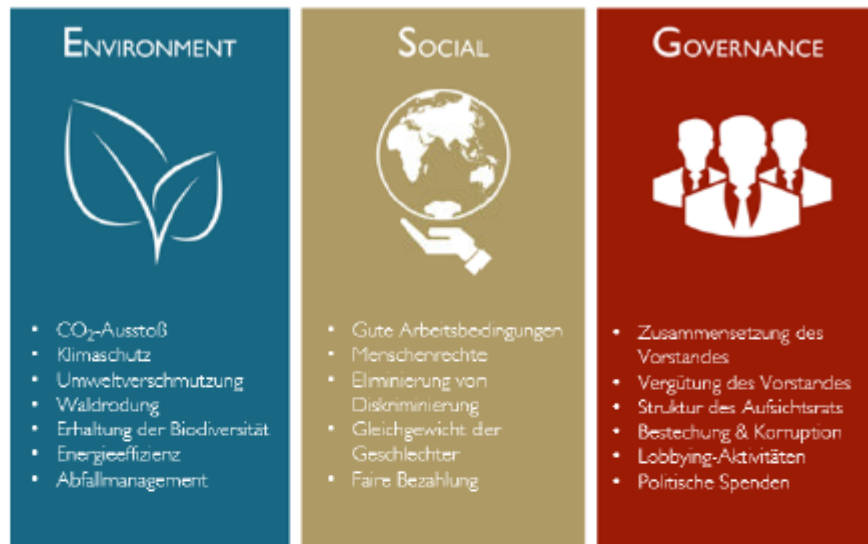 ENVIRONMENT
• CO₂-Ausstoß
• Klimaschutz
• Umweltverschmutzung
• Waldrodung
• Erhaltung der Biodiversität
• Energieeffizienz
• Abfallmanagement
SOCIAL
• Gute Arbeitsbedingungen
• Menschenrechte
• Eliminierung von
Diskriminierung
• Gleichgewicht der
Geschlechter
• Faire Bezahlung
GOVERNANCE
• Zusammensetzung des
Vorstandes
• Vergütung des Vorstandes
• Struktur des Aufsichtsrats
• Bestechung & Korruption
• Lobbying-Aktivitäten
• Politische Spenden